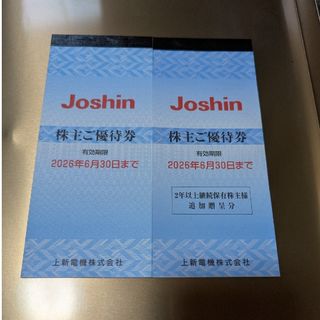 Joshin
株主ご優待券
有効期限
2026年6月30日まで
上新電機株式会社
Joshin
株主ご優待券
有効期限
2026年6月30日まで
2年以上継続保有株主様
追加贈呈分
上新電機株式会社